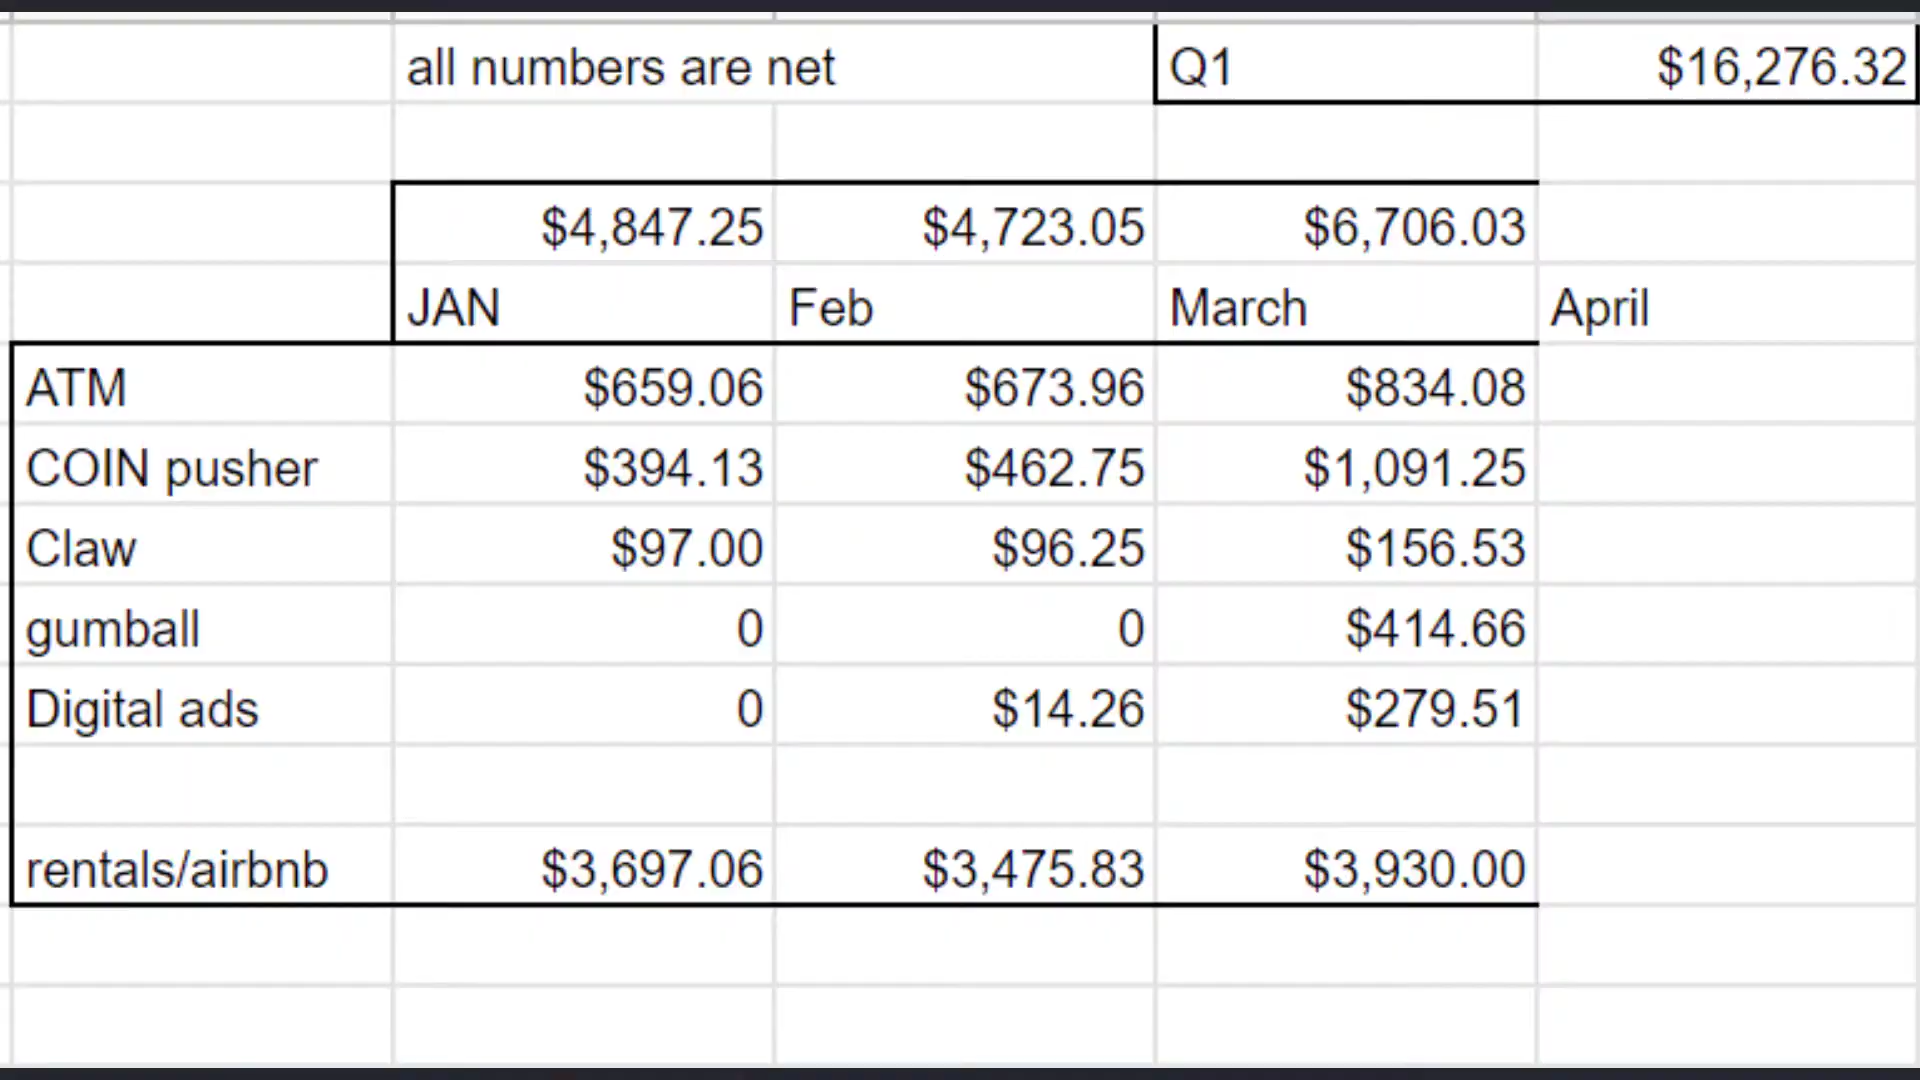 all numbers are net Q1 $16,276.32
$4,847.25 $4,723.05 $6,706.03
JAN Feb March April
ATM $659.06 $673.96 $834.08
COIN pusher $394.13 $462.75 $1,091.25
Claw $97.00 $96.25 $156.53
gumball 0 0 $414.66
Digital ads 0 $14.26 $279.51
rentals/airbnb $3,697.06 $3,475.83 $3,930.00